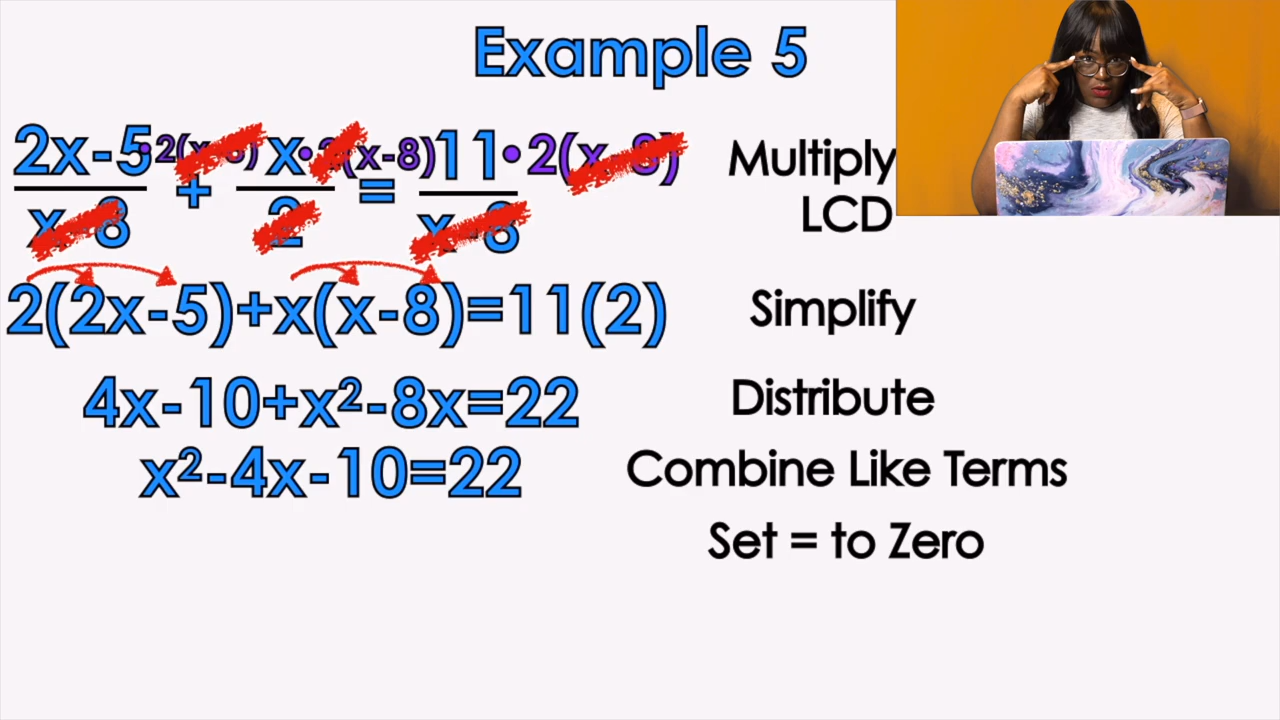 Example 5
2x-5•2(x-8) + x•2(x-8) = 11•2(x-8)
x-8 2 x-8
Multiply
LCD
2(2x-5)+x(x-8)=11(2)
Simplify
4x-10+x²-8x=22
Distribute
x²-4x-10=22
Combine Like Terms
Set = to Zero